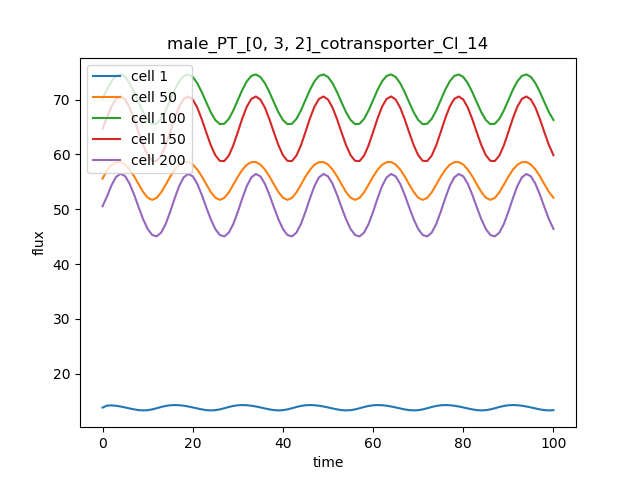 male_PT_[0, 3, 2]_cotransporter_Cl_14
cell 1
cell 50
cell 100
cell 150
cell 200
flux
70
60
50
40
30
20
0
20
40
60
80
100
time